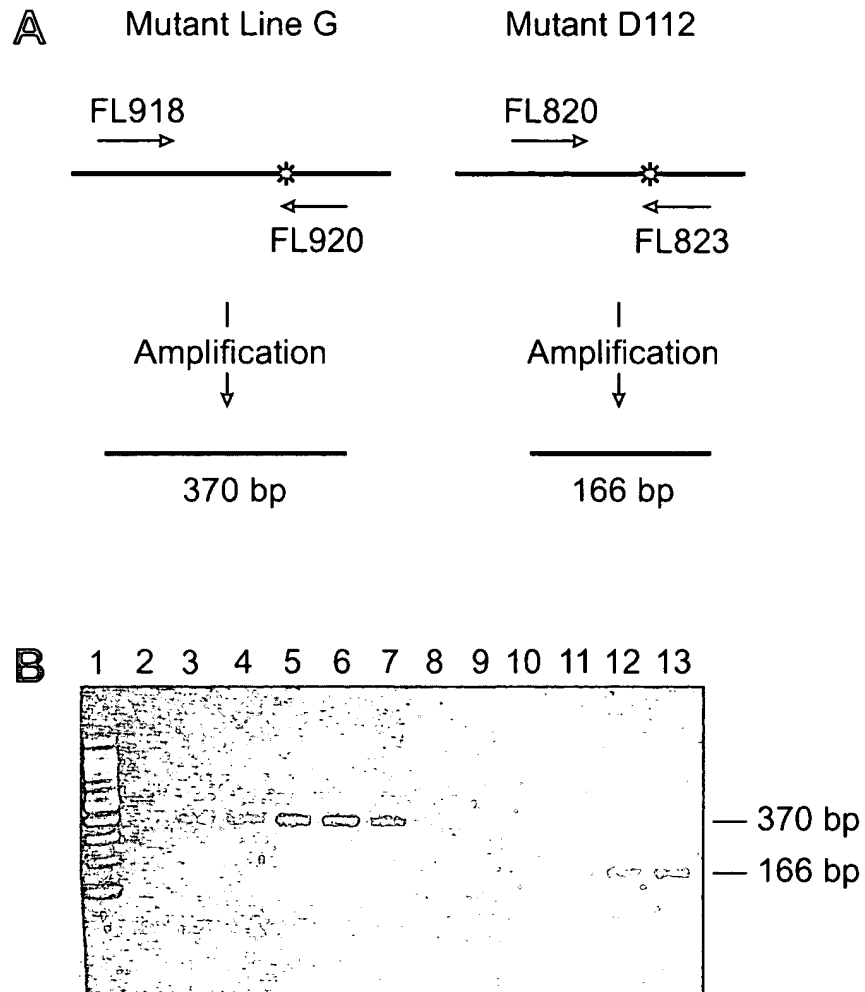 A Mutant Line G Mutant D112
FL918 FL820
FL920 FL823
Amplification Amplification
370 bp 166 bp
B 1 2 3 4 5 6 7 8 9 10 11 12 13
370 bp
166 bp